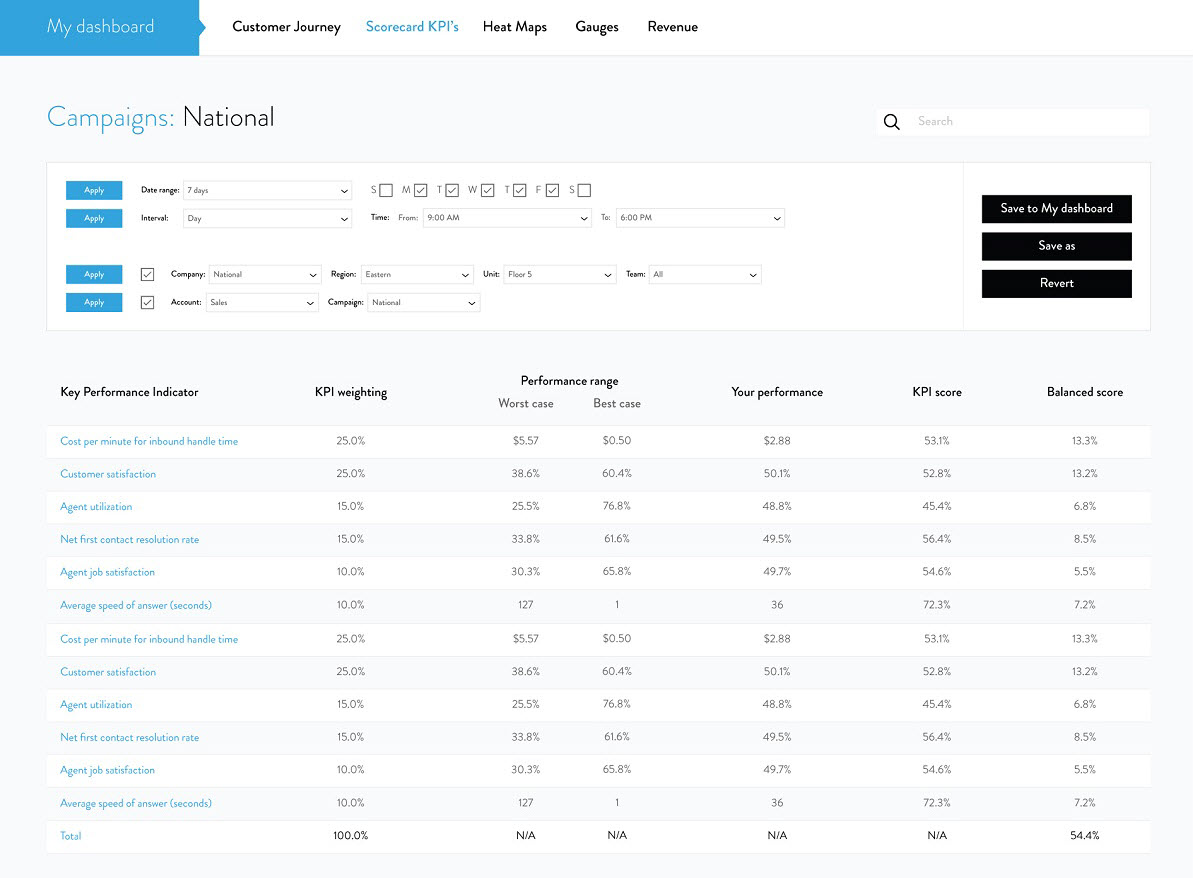 My dashboard Customer Journey Scorecard KPI's Heat Maps Gauges Revenue
Campaigns: National
Search
Apply Date range: 7 days S M T W T F S
Apply Interval: Day Time: From: 9:00 AM To: 6:00 PM
Apply Company: National Region: Eastern Unit: Floor 5 Team: All
Apply Account: Sales Campaign: National
Save to My dashboard
Save as
Revert
Key Performance Indicator KPI weighting Performance range Your performance KPI score Balanced score
Worst case Best case
Cost per minute for inbound handle time 25.0% $5.57 $0.50 $2.88 53.1% 13.3%
Customer satisfaction 25.0% 38.6% 60.4% 50.1% 52.8% 13.2%
Agent utilization 15.0% 25.5% 76.8% 48.8% 45.4% 6.8%
Net first contact resolution rate 15.0% 33.8% 61.6% 49.5% 56.4% 8.5%
Agent job satisfaction 10.0% 30.3% 65.8% 49.7% 54.6% 5.5%
Average speed of answer (seconds) 10.0% 127 1 36 72.3% 7.2%
Cost per minute for inbound handle time 25.0% $5.57 $0.50 $2.88 53.1% 13.3%
Customer satisfaction 25.0% 38.6% 60.4% 50.1% 52.8% 13.2%
Agent utilization 15.0% 25.5% 76.8% 48.8% 45.4% 6.8%
Net first contact resolution rate 15.0% 33.8% 61.6% 49.5% 56.4% 8.5%
Agent job satisfaction 10.0% 30.3% 65.8% 49.7% 54.6% 5.5%
Average speed of answer (seconds) 10.0% 127 1 36 72.3% 7.2%
Total 100.0% N/A N/A N/A N/A 54.4%